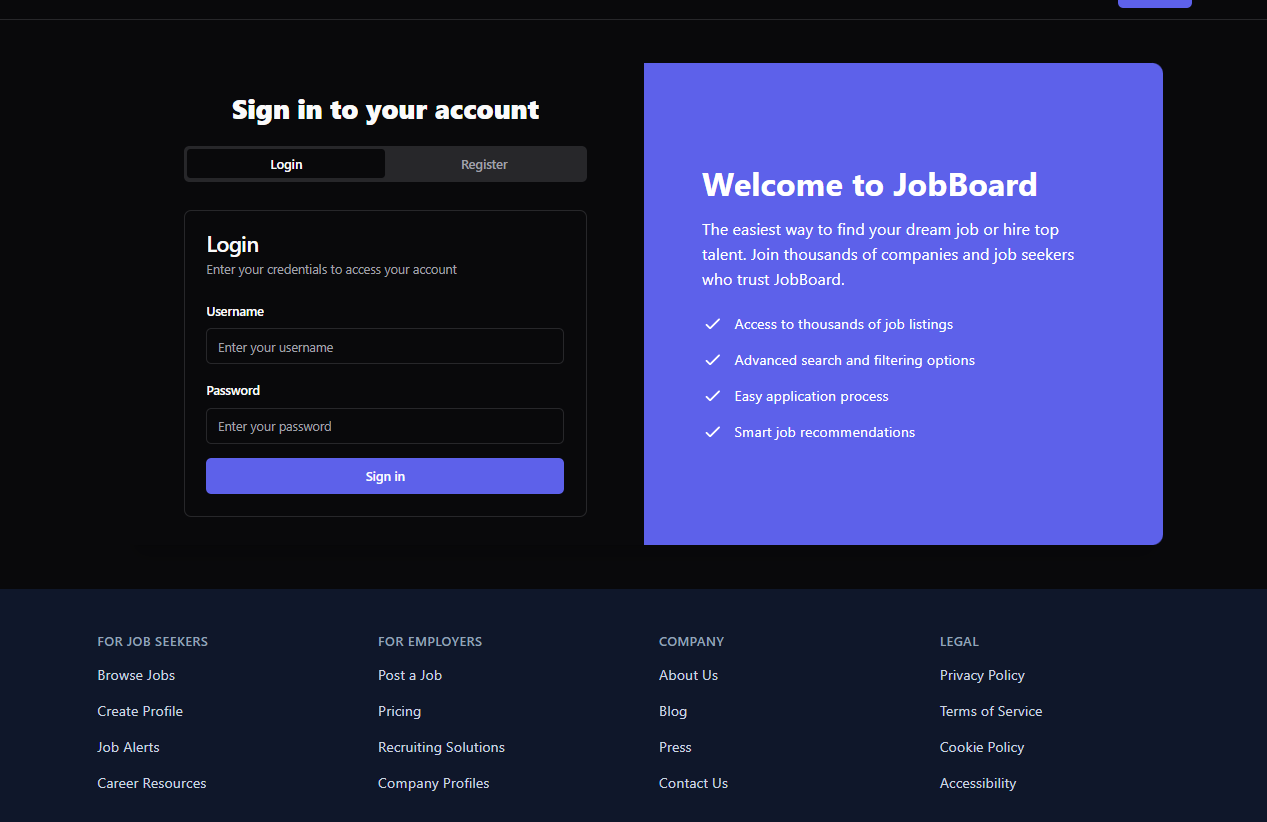 Sign in to your account
Login
Register
Login
Enter your credentials to access your account
Username
Enter your username
Password
Enter your password
Sign in
Welcome to JobBoard
The easiest way to find your dream job or hire top
talent. Join thousands of companies and job seekers
who trust JobBoard.
Access to thousands of job listings
Advanced search and filtering options
Easy application process
Smart job recommendations
FOR JOB SEEKERS
Browse Jobs
Create Profile
Job Alerts
Career Resources
FOR EMPLOYERS
Post a Job
Pricing
Recruiting Solutions
Company Profiles
COMPANY
About Us
Blog
Press
Contact Us
LEGAL
Privacy Policy
Terms of Service
Cookie Policy
Accessibility